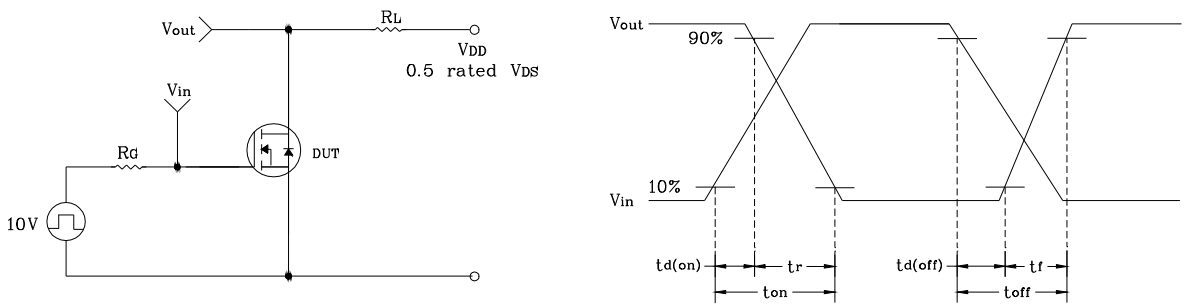 Vout
RL
VDD
0.5 rated VDS
Vin
RG
DUT
10V
Vout
90%
10%
Vin
td(on)
tr
ton
td(off)
tf
toff